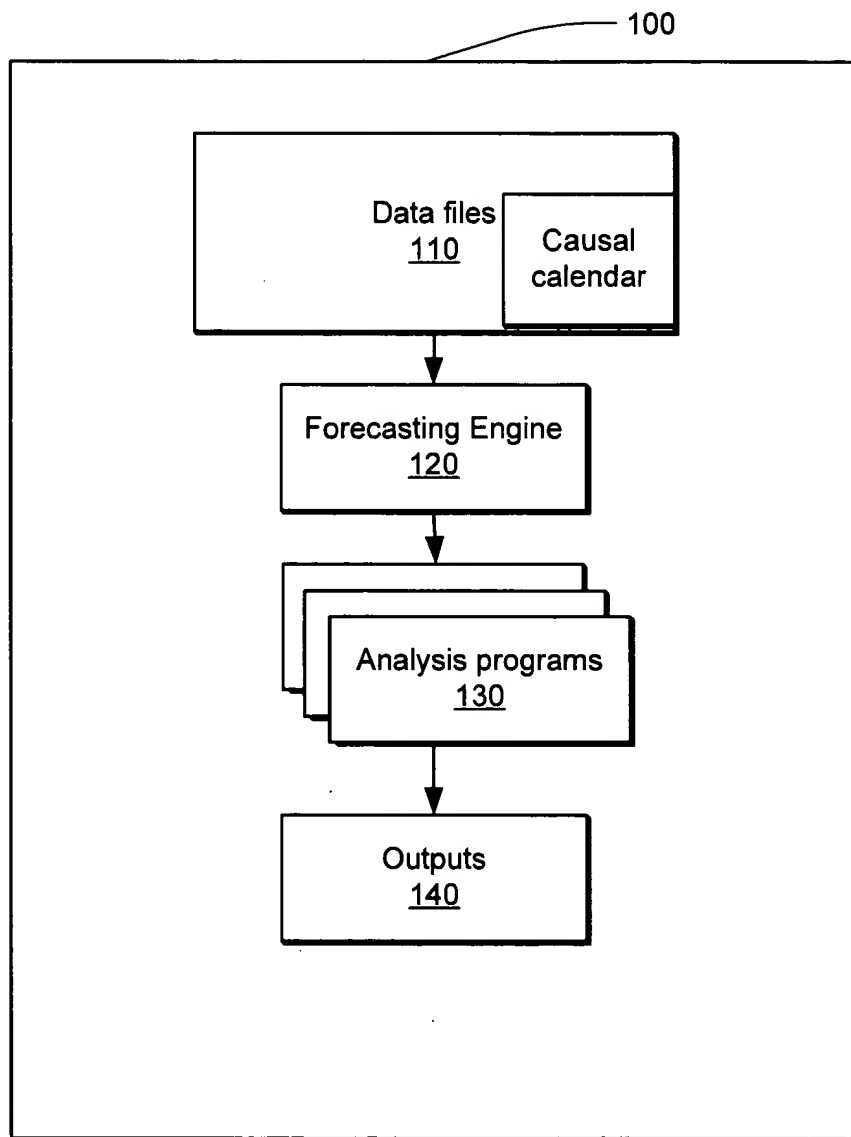 100
Data files
110
Causal
calendar
Forecasting Engine
120
Analysis programs
130
Outputs
140